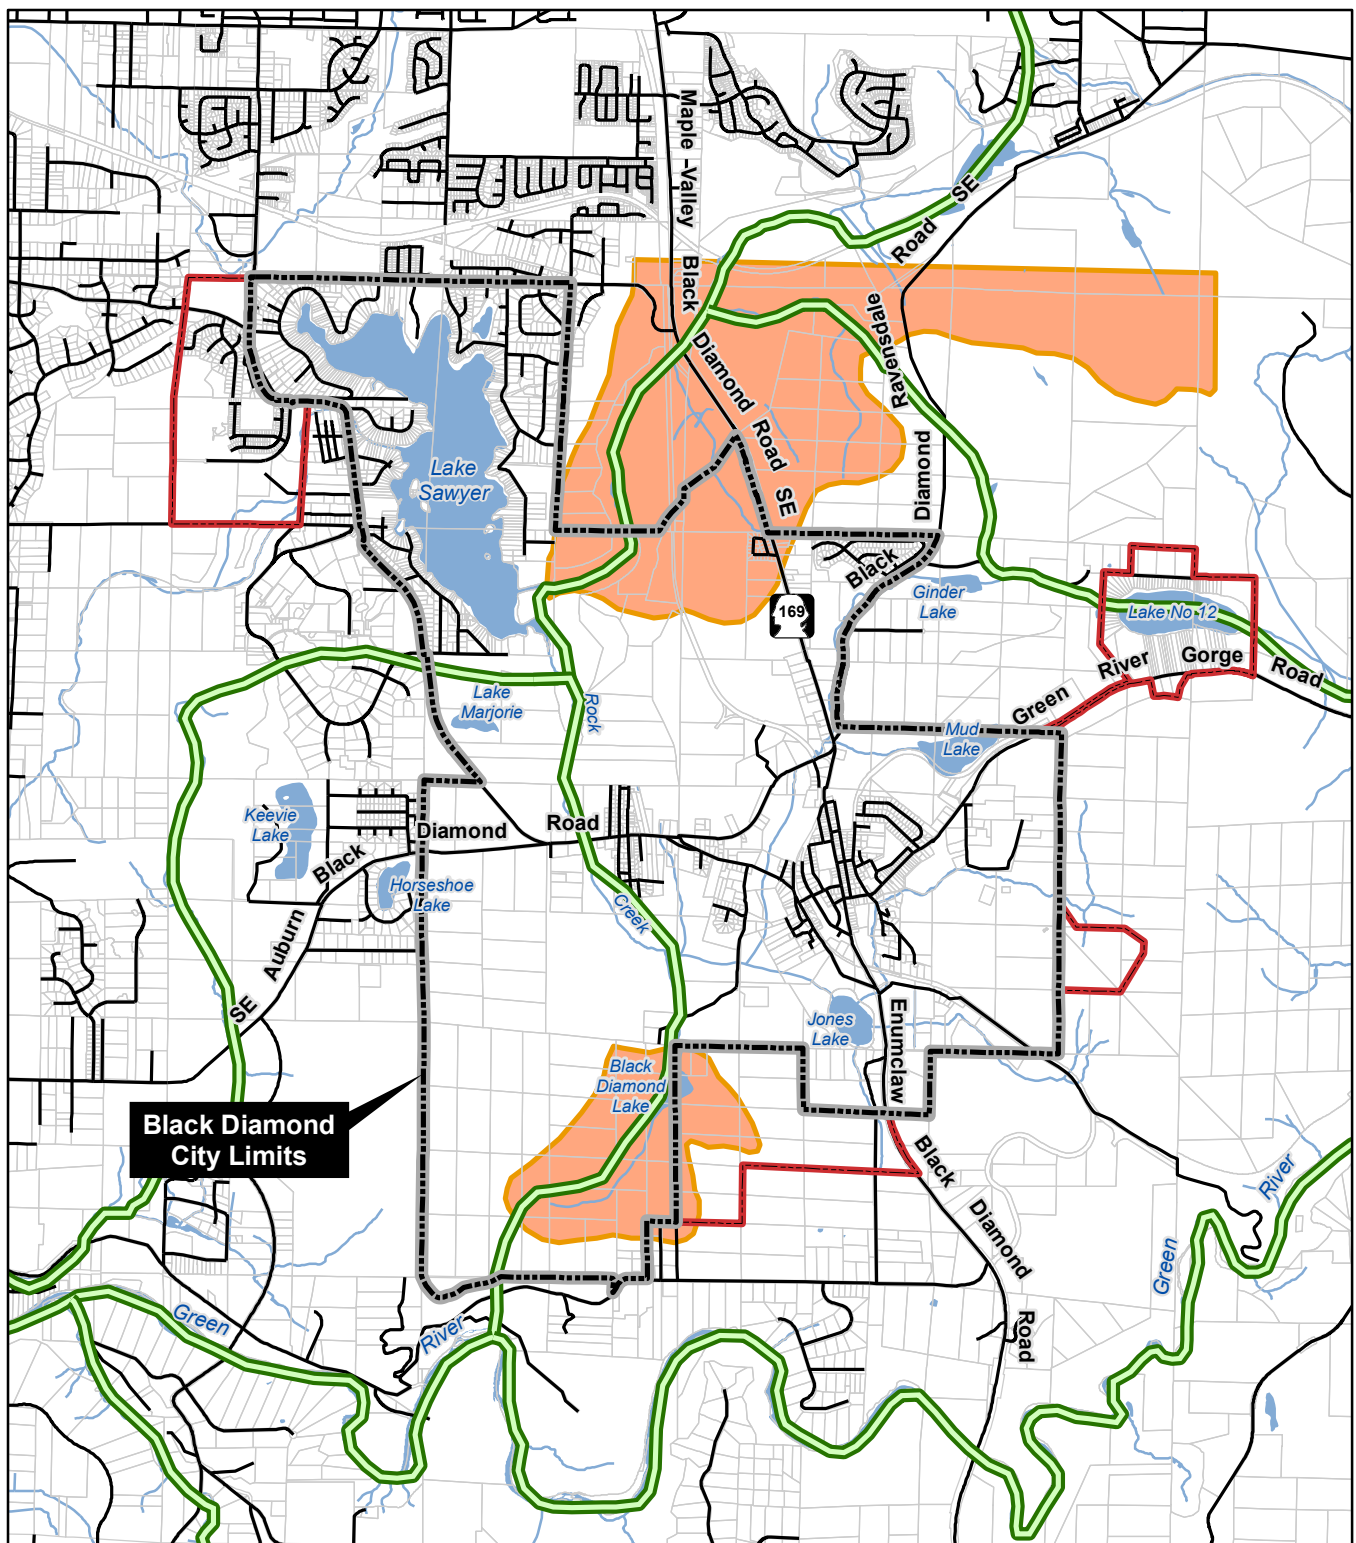 Maple -Valley
Black
Diamond
Road
SE
Road
SE
Ravensdale
Diamond
Black
Lake
Sawyer
169
Ginder
Lake
Lake No 12
Green
River
Gorge
Road
Lake
Marjorie
Rock
Mud
Lake
Keevie
Lake
Diamond
Road
Black
Horseshoe
Lake
Creek
Auburn
SE
Jones
Lake
Enumclaw
Black
Diamond
Lake
Black Diamond
City Limits
Black
Diamond
Road
River
Green
Green
River